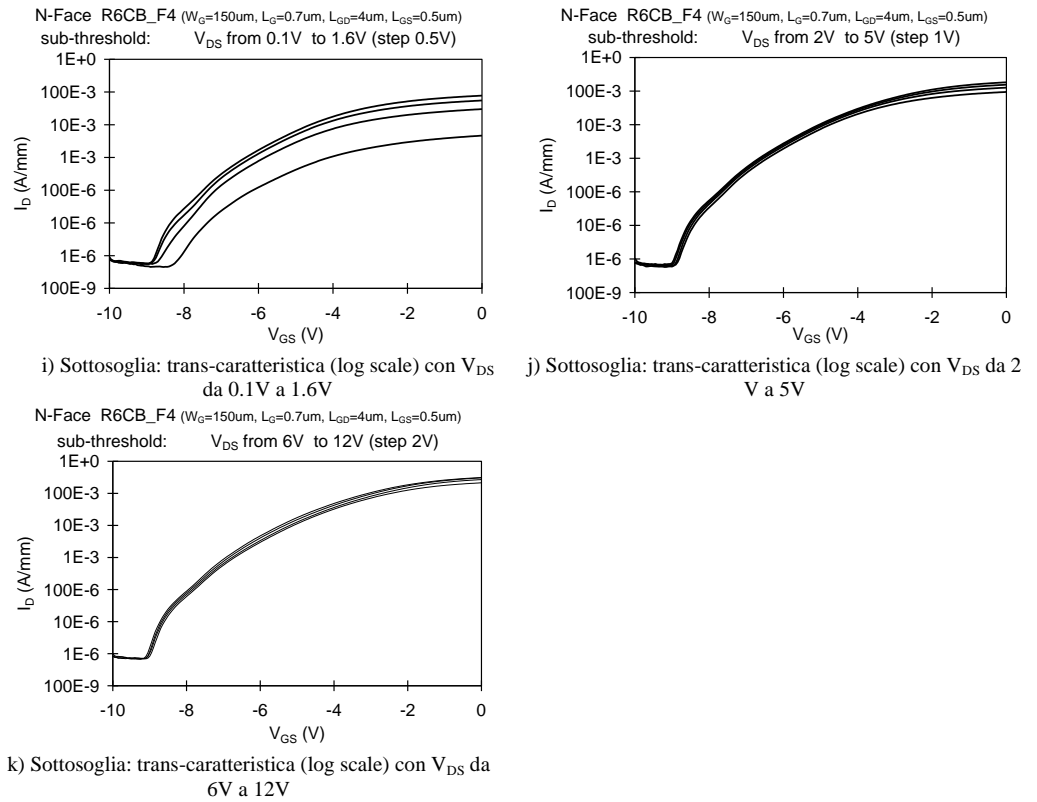 N-Face R6CB_F4 (WG=150um, LG=0.7um, LGD=4um, LGS=0.5um)
sub-threshold: VDS from 0.1V to 1.6V (step 0.5V)
1E+0
100E-3
10E-3
1E-3
100E-6
10E-6
1E-6
100E-9
ID (A/mm)
-10 -8 -6 -4 -2 0
VGS (V)
i) Sottosoglia: trans-caratteristica (log scale) con VDS
da 0.1V a 1.6V
N-Face R6CB_F4 (WG=150um, LG=0.7um, LGD=4um, LGS=0.5um)
sub-threshold: VDS from 2V to 5V (step 1V)
1E+0
100E-3
10E-3
1E-3
100E-6
10E-6
1E-6
100E-9
ID (A/mm)
-10 -8 -6 -4 -2 0
VGS (V)
j) Sottosoglia: trans-caratteristica (log scale) con VDS da 2
V a 5V
N-Face R6CB_F4 (WG=150um, LG=0.7um, LGD=4um, LGS=0.5um)
sub-threshold: VDS from 6V to 12V (step 2V)
1E+0
100E-3
10E-3
1E-3
100E-6
10E-6
1E-6
100E-9
ID (A/mm)
-10 -8 -6 -4 -2 0
VGS (V)
k) Sottosoglia: trans-caratteristica (log scale) con VDS da
6V a 12V